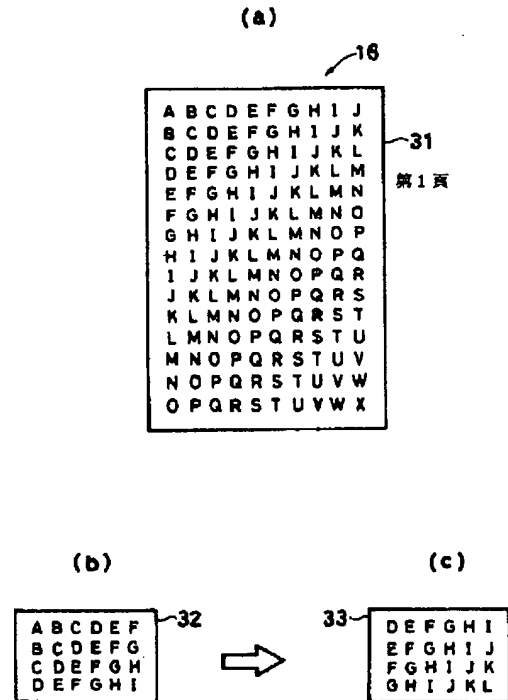 (a)
16
A B C D E F G H I J
B C D E F G H I J K
C D E F G H I J K L
D E F G H I J K L M
E F G H I J K L M N
F G H I J K L M N O
G H I J K L M N O P
H I J K L M N O P Q
I J K L M N O P Q R
J K L M N O P Q R S
K L M N O P Q R S T
L M N O P Q R S T U
M N O P Q R S T U V
N O P Q R S T U V W
O P Q R S T U V W X
31
第1頁
(b)
32
A B C D E F
B C D E F G
C D E F G H
D E F G H I
(c)
33
D E F G H I
E F G H I J
F G H I J K
G H I J K L